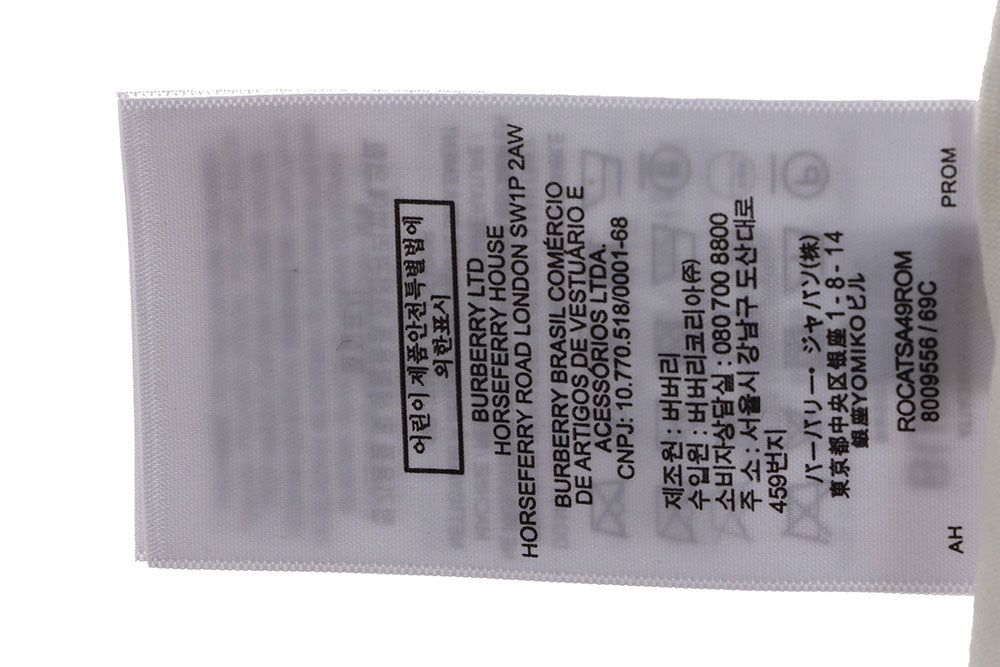 어린이 제품안전특별법에
의한표시
BURBERRY LTD
HORSEFERRY HOUSE
HORSEFERRY ROAD LONDON SW1P 2AW
BURBERRY BRASIL COMÉRCIO
DE ARTIGOS DE VESTUÁRIO E
ACESSÓRIOS LTDA.
CNPJ: 10.770.518/0001-68
제조원 : 버버리
수입원 : 버버리코리아(주)
소비자상담실 : 080 700 8800
주 소 : 서울시 강남구 도산대로
459번지
バーバリー・ジャパン(株)
東京都中央区銀座 1 - 8 - 14
銀座YOMIKOビル
ROCATSA49ROM
8009556 / 69C
AH PROM